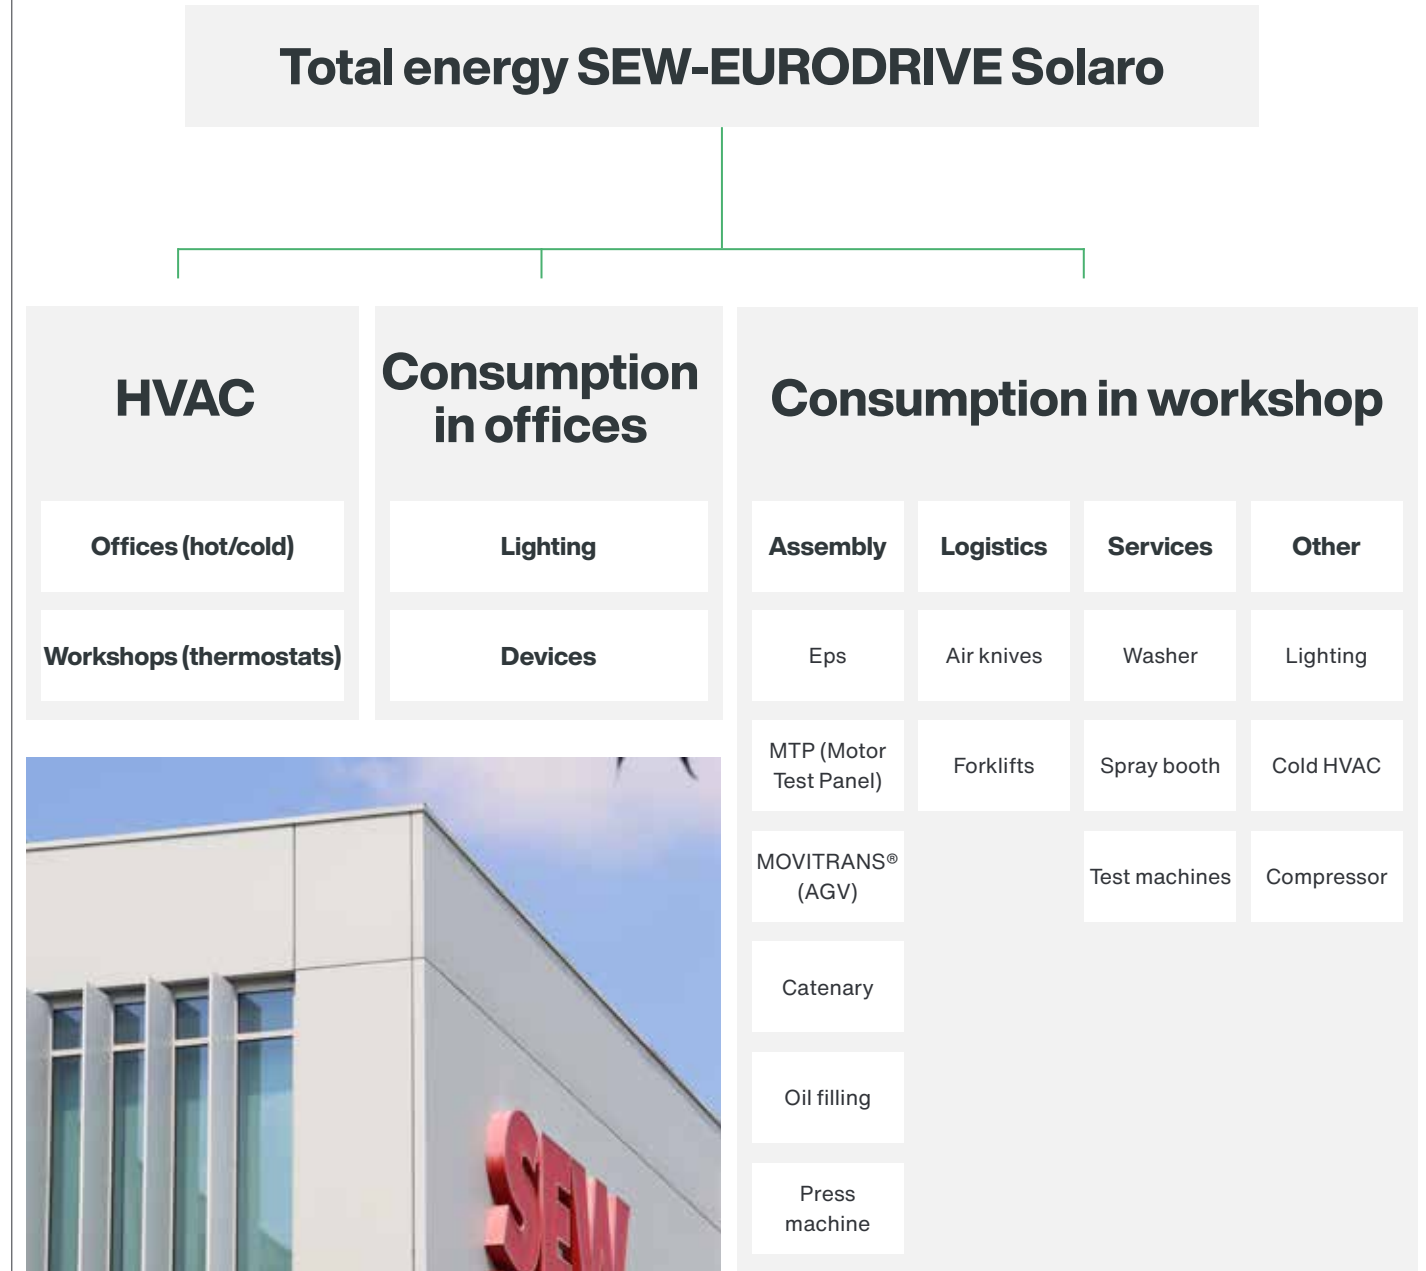 Total energy SEW-EURODRIVE Solaro
HVAC
Offices (hot/cold)
Workshops (thermostats)
Consumption
in offices
Lighting
Devices
Consumption in workshop
Assembly
Eps
MTP (Motor
Test Panel)
MOVITRANS®
(AGV)
Catenary
Oil filling
Press
machine
Logistics
Air knives
Forklifts
Services
Washer
Spray booth
Test machines
Other
Lighting
Cold HVAC
Compressor
SEW